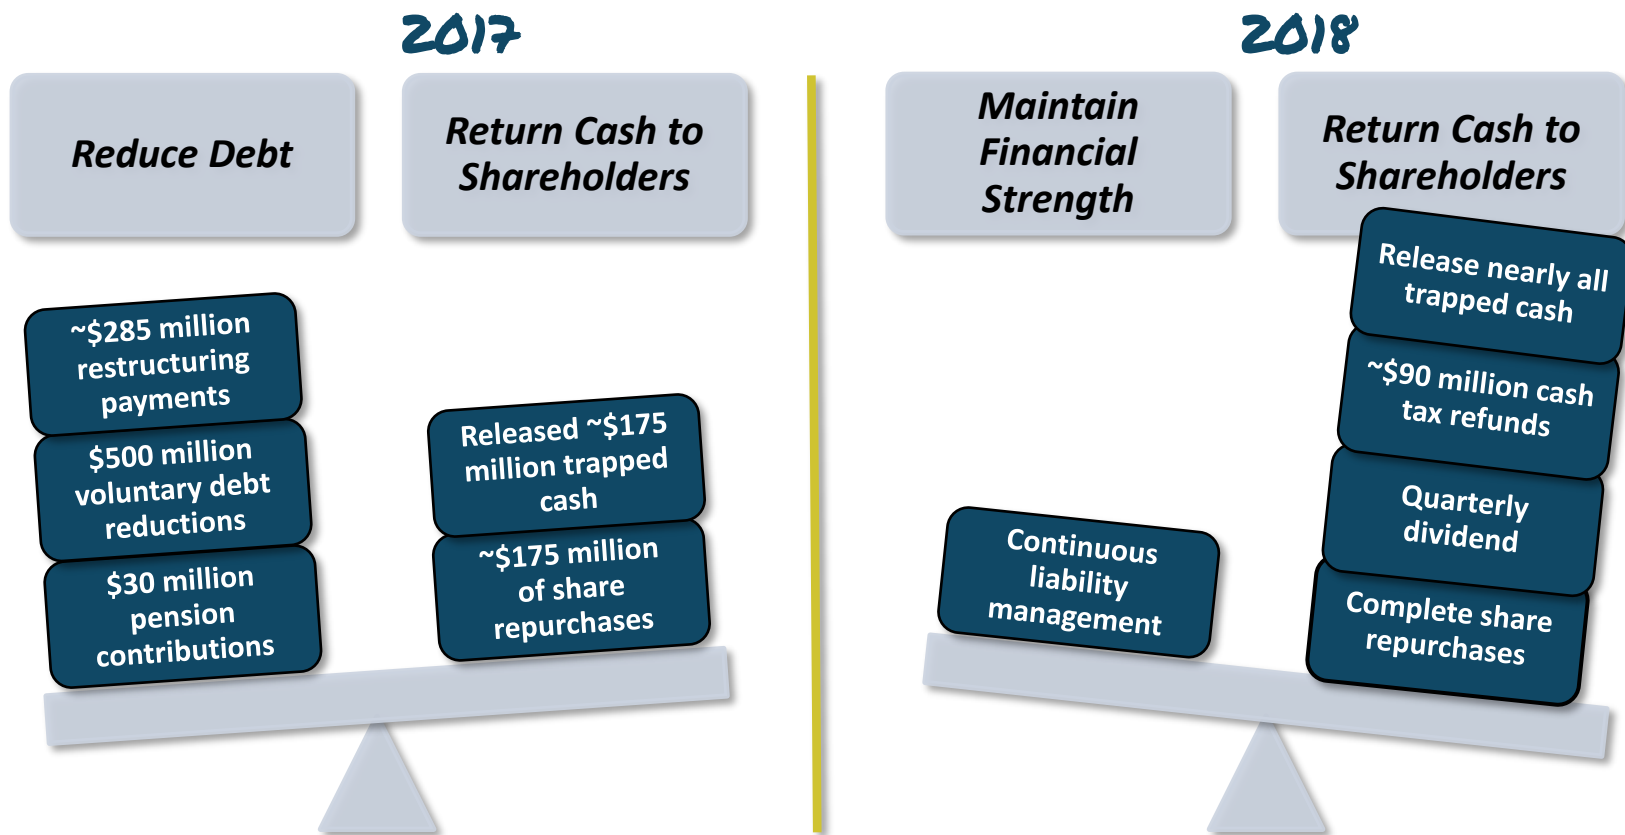 2017
Reduce Debt
Return Cash to
Shareholders
~$285 million
restructuring
payments
$500 million
voluntary debt
reductions
$30 million
pension
contributions
Released ~$175
million trapped
cash
~$175 million
of share
repurchases
2018
Maintain
Financial
Strength
Return Cash to
Shareholders
Continuous
liability
management
Release nearly all
trapped cash
~$90 million cash
tax refunds
Quarterly
dividend
Complete share
repurchases